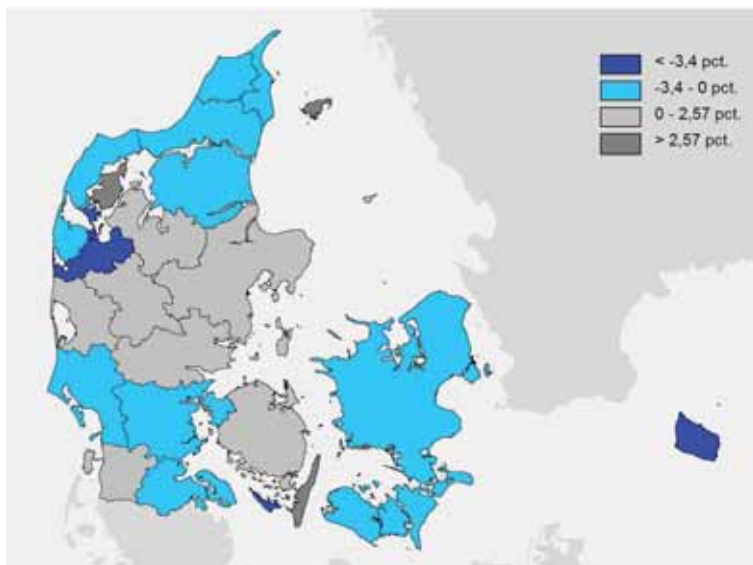 < -3,4 pct.
-3,4 - 0 pct.
0 - 2,57 pct.
> 2,57 pct.